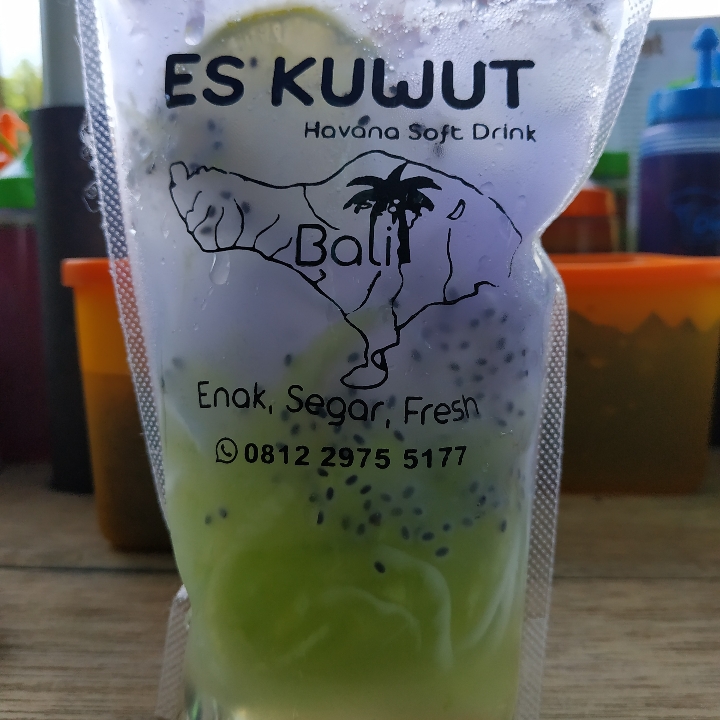 ES KUWUT
Havana Soft Drink
Bali
Enak, Segar, Fresh
0812 2975 5177